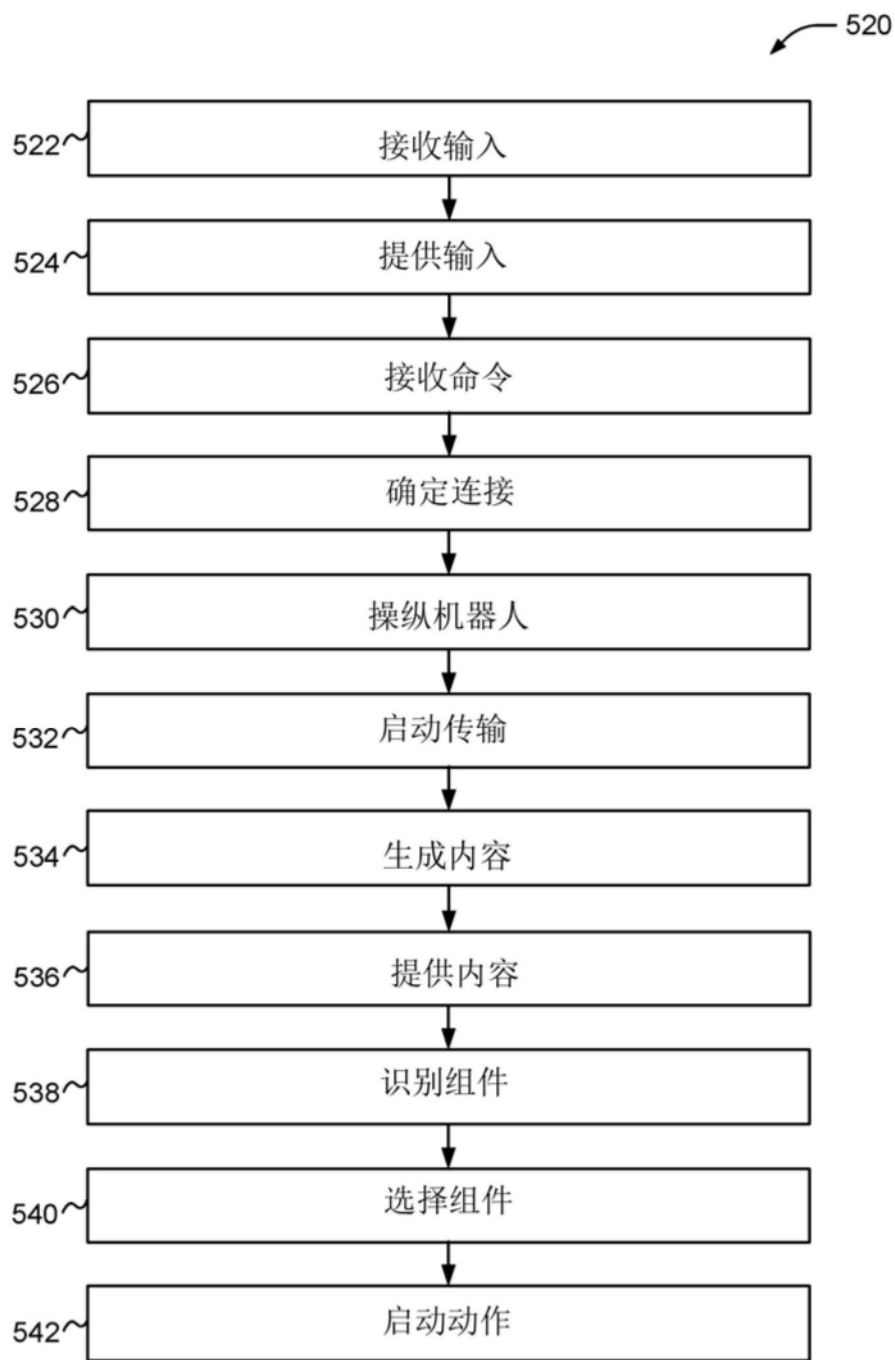 520
522 接收输入
524 提供输入
526 接收命令
528 确定连接
530 操纵机器人
532 启动传输
534 生成内容
536 提供内容
538 识别组件
540 选择组件
542 启动动作